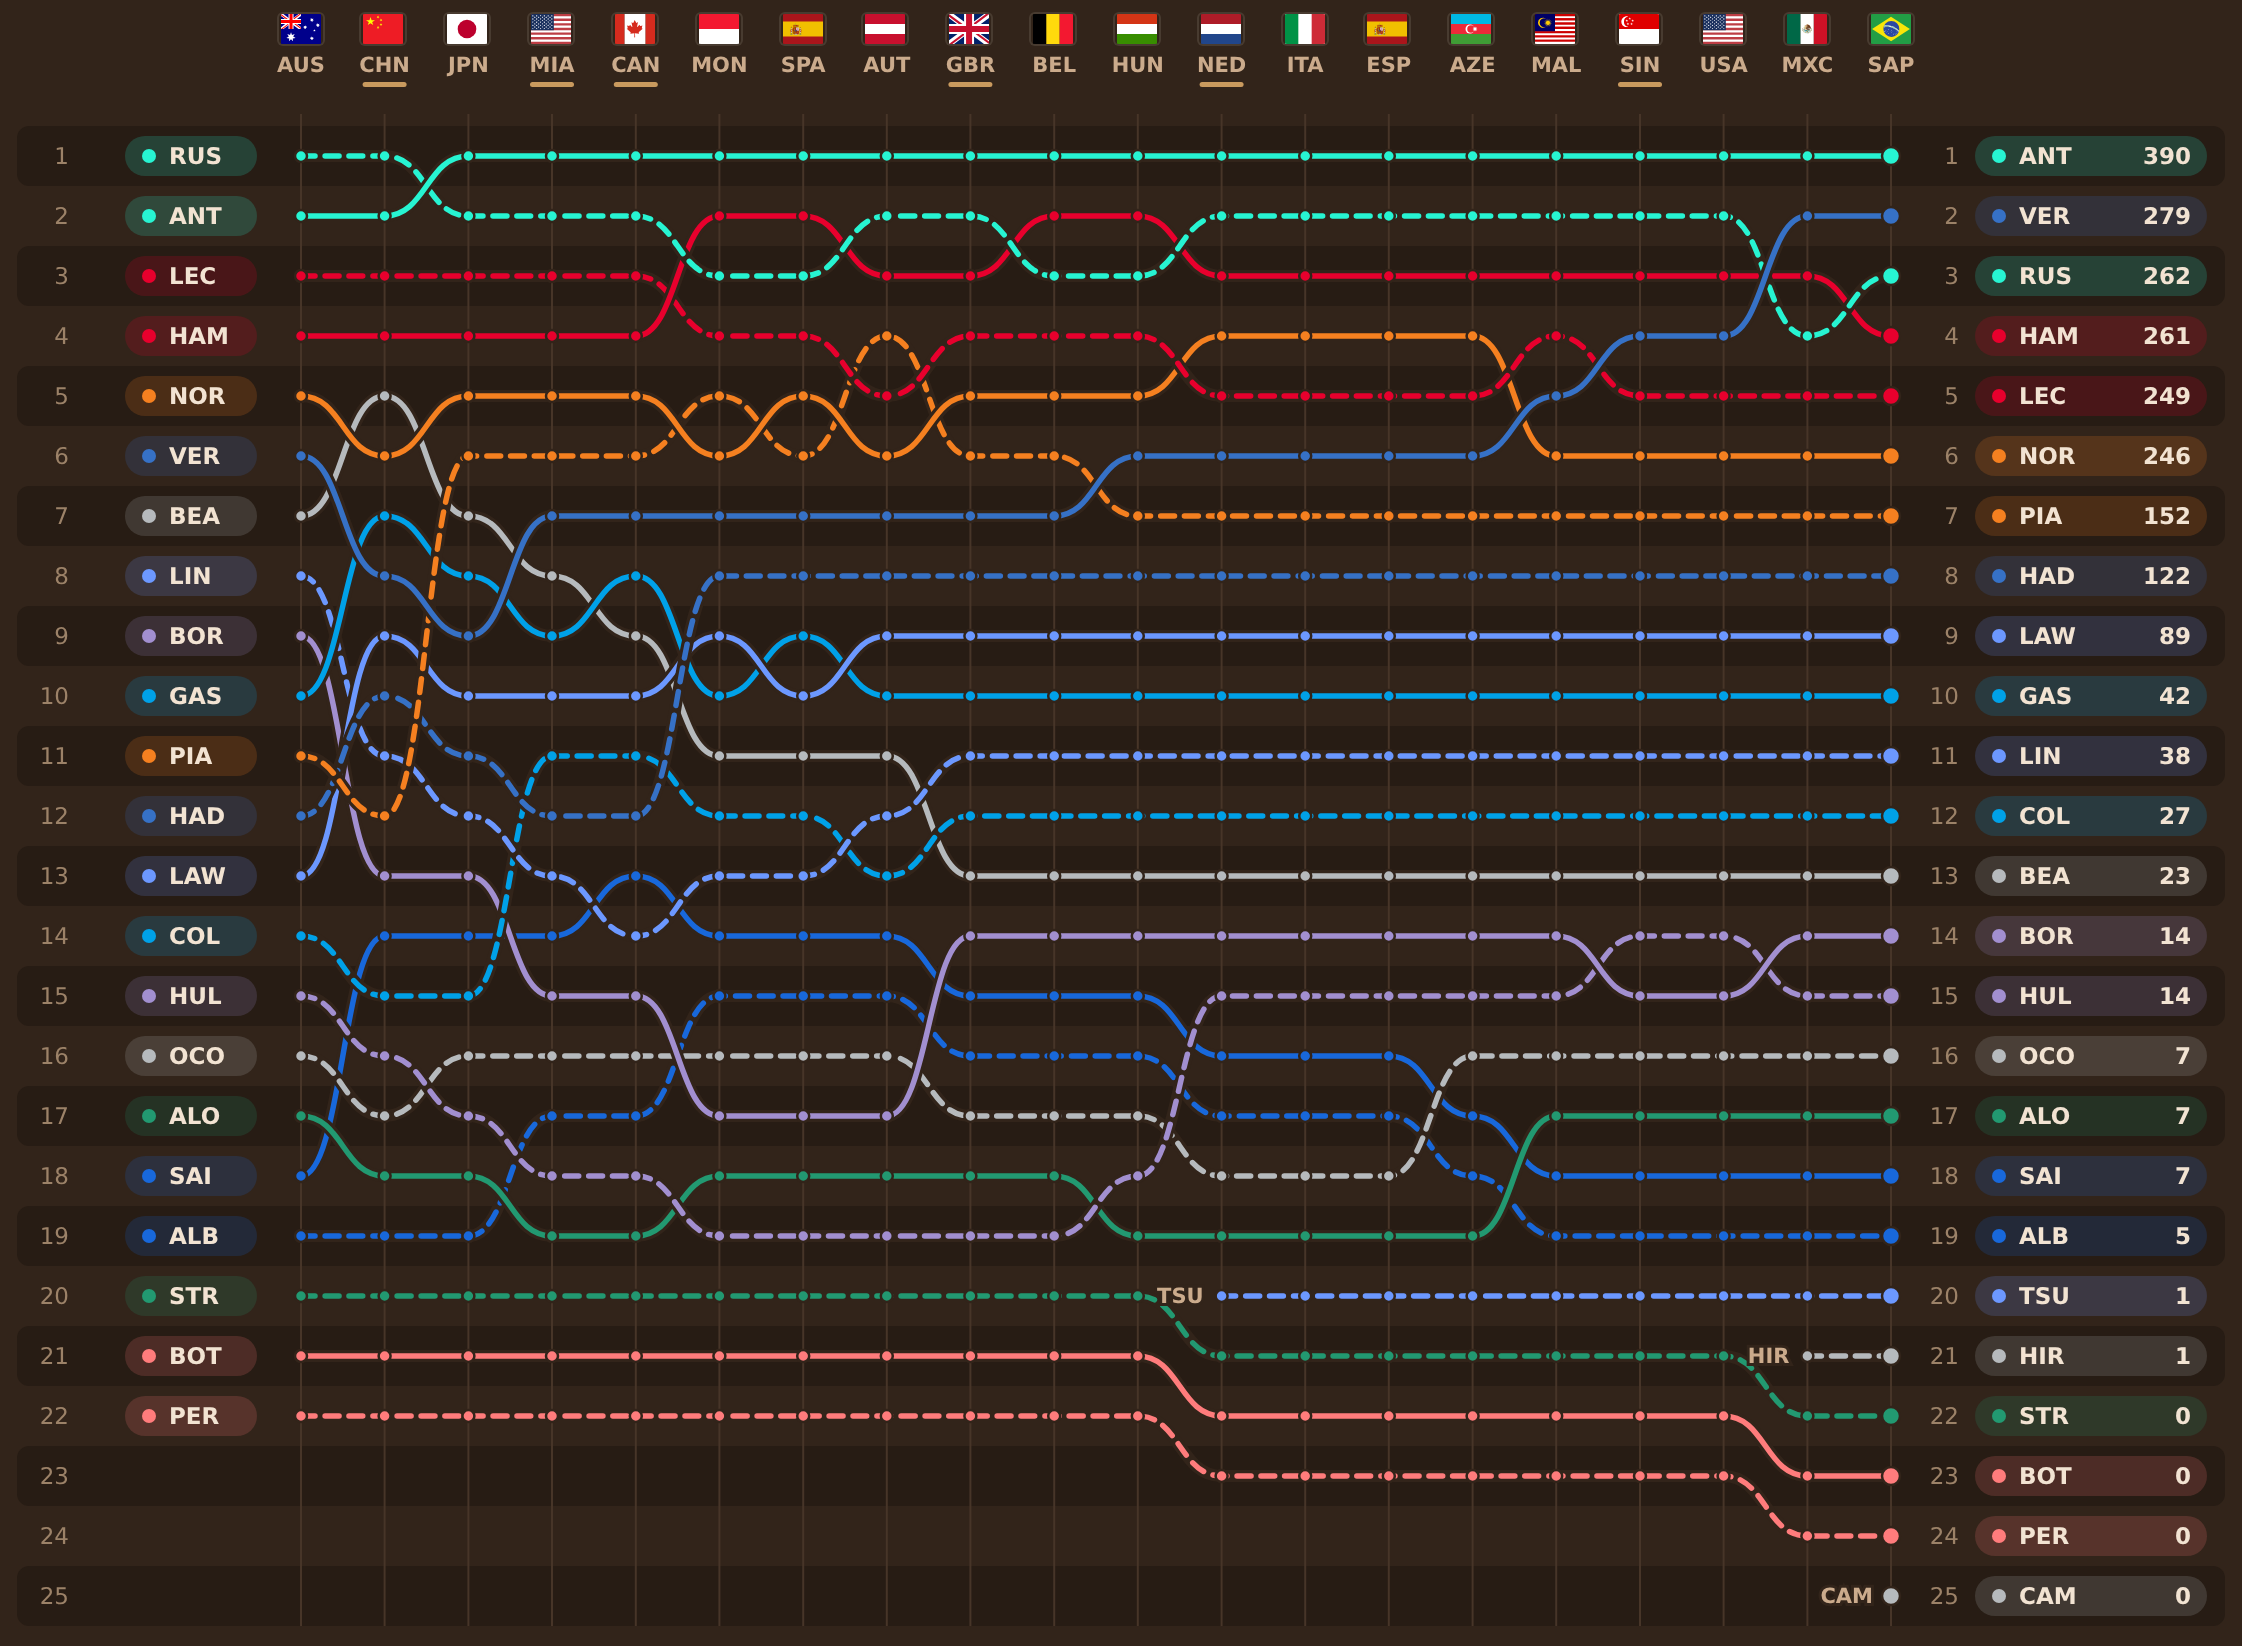 AUS CHN JPN MIA CAN MON SPA AUT GBR BEL HUN NED ITA ESP AZE MAL SIN USA MXC SAP
1 RUS 1 ANT 390
2 ANT 2 VER 279
3 LEC 3 RUS 262
4 HAM 4 HAM 261
5 NOR 5 LEC 249
6 VER 6 NOR 246
7 BEA 7 PIA 152
8 LIN 8 HAD 122
9 BOR 9 LAW 89
10 GAS 10 GAS 42
11 PIA 11 LIN 38
12 HAD 12 COL 27
13 LAW 13 BEA 23
14 COL 14 BOR 14
15 HUL 15 HUL 14
16 OCO 16 OCO 7
17 ALO 17 ALO 7
18 SAI 18 SAI 7
19 ALB 19 ALB 5
20 STR TSU 20 TSU 1
21 BOT HIR 21 HIR 1
22 PER 22 STR 0
23 23 BOT 0
24 24 PER 0
25 CAM 25 CAM 0